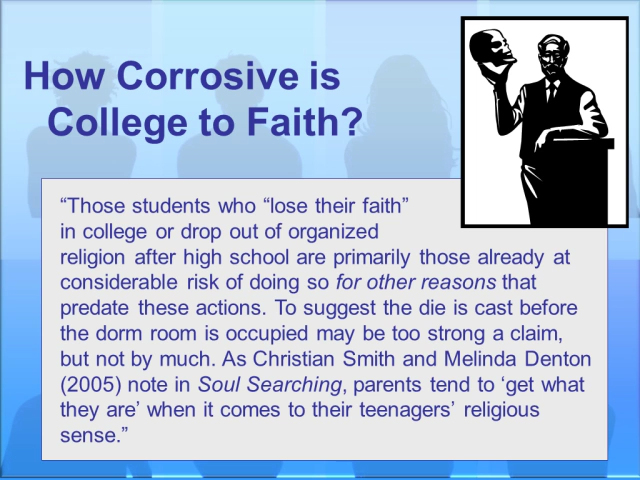 How Corrosive is
College to Faith?
“Those students who “lose their faith”
in college or drop out of organized
religion after high school are primarily those already at
considerable risk of doing so for other reasons that
predate these actions. To suggest the die is cast before
the dorm room is occupied may be too strong a claim,
but not by much. As Christian Smith and Melinda Denton
(2005) note in Soul Searching, parents tend to ‘get what
they are’ when it comes to their teenagers’ religious
sense.”